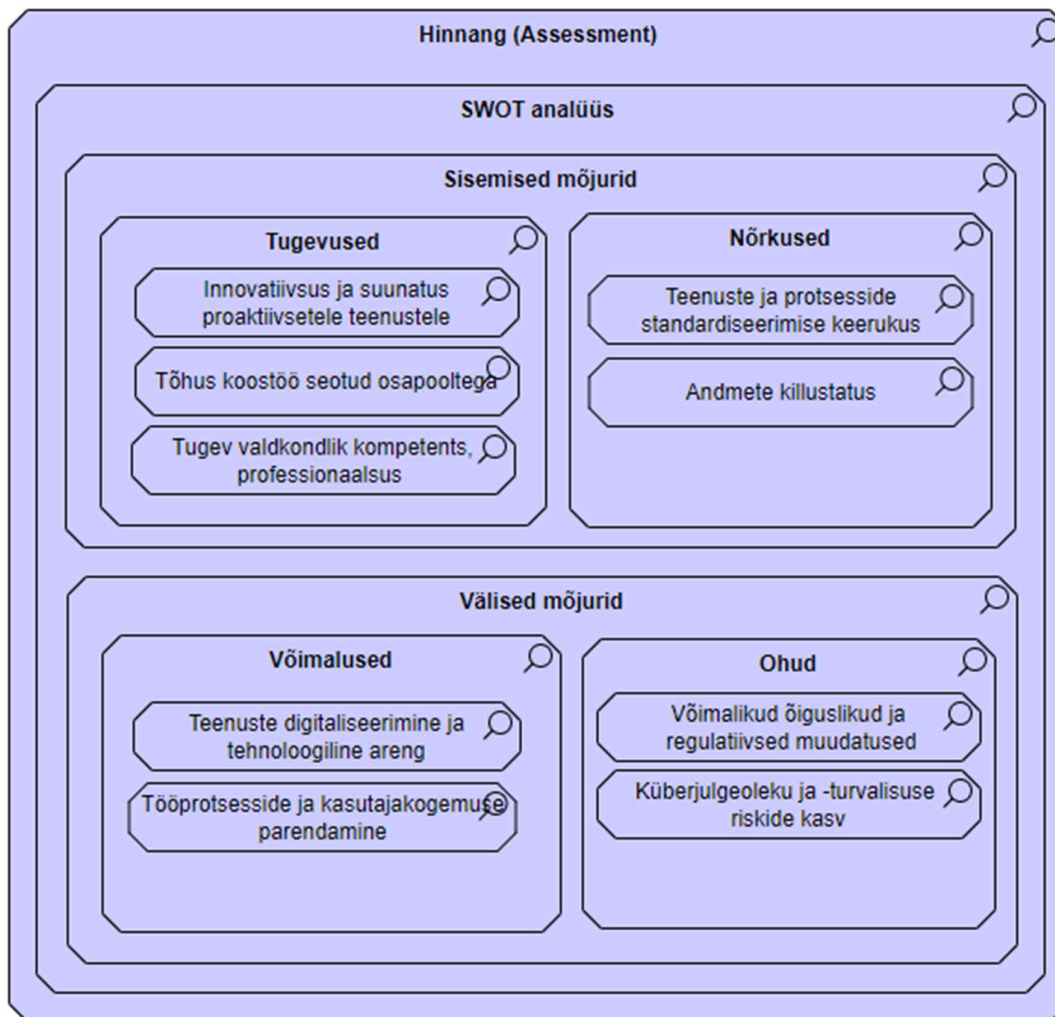 Hinnang (Assessment)
SWOT analüüs
Sisemised mõjurid
Tugevused
Innovatiivsus ja suunatus
proaktiivsetele teenustele
Tõhus koostöö seotud osapooltega
Tugev valdkondlik kompetents,
professionaalsus
Nõrkused
Teenuste ja protsesside
standardiseerimise keerukus
Andmete killustatus
Välised mõjurid
Võimalused
Teenuste digitaliseerimine ja
tehnoloogiline areng
Tööprotsesside ja kasutajakogemuse
parendamine
Ohud
Võimalikud õiguslikud ja
regulatiivsed muudatused
Küberjulgeoleku ja -turvalisuse
riskide kasv